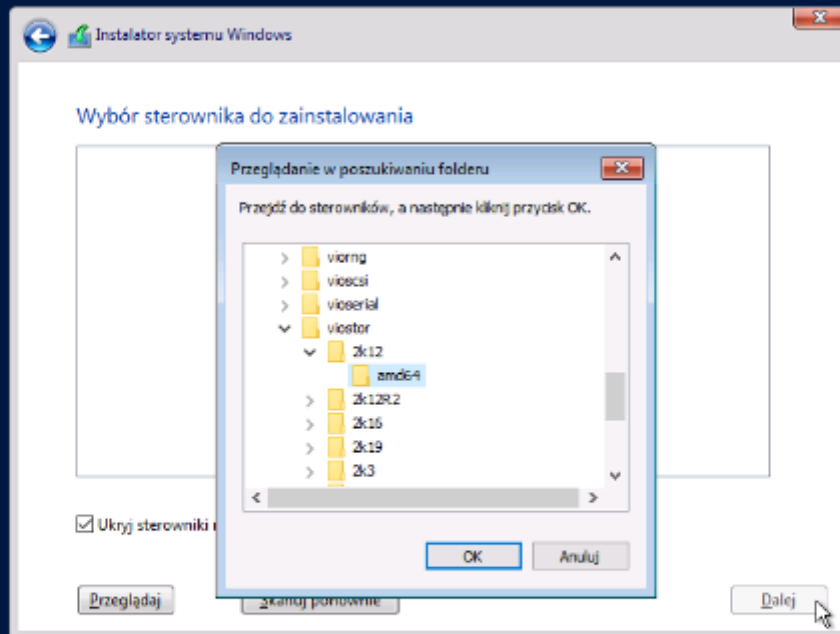 Instalator systemu Windows
Wybór sterownika do zainstalowania
Przeglądanie w poszukiwaniu folderu
Przejdź do sterowników, a następnie kliknij przycisk OK.
viorng
vioscsi
vioserial
viostor
2k12
amd64
2k12R2
2k16
2k19
2k3
Ukryj sterowniki
OK
Anuluj
Przeglądaj
Skanuj ponownie
Dalej